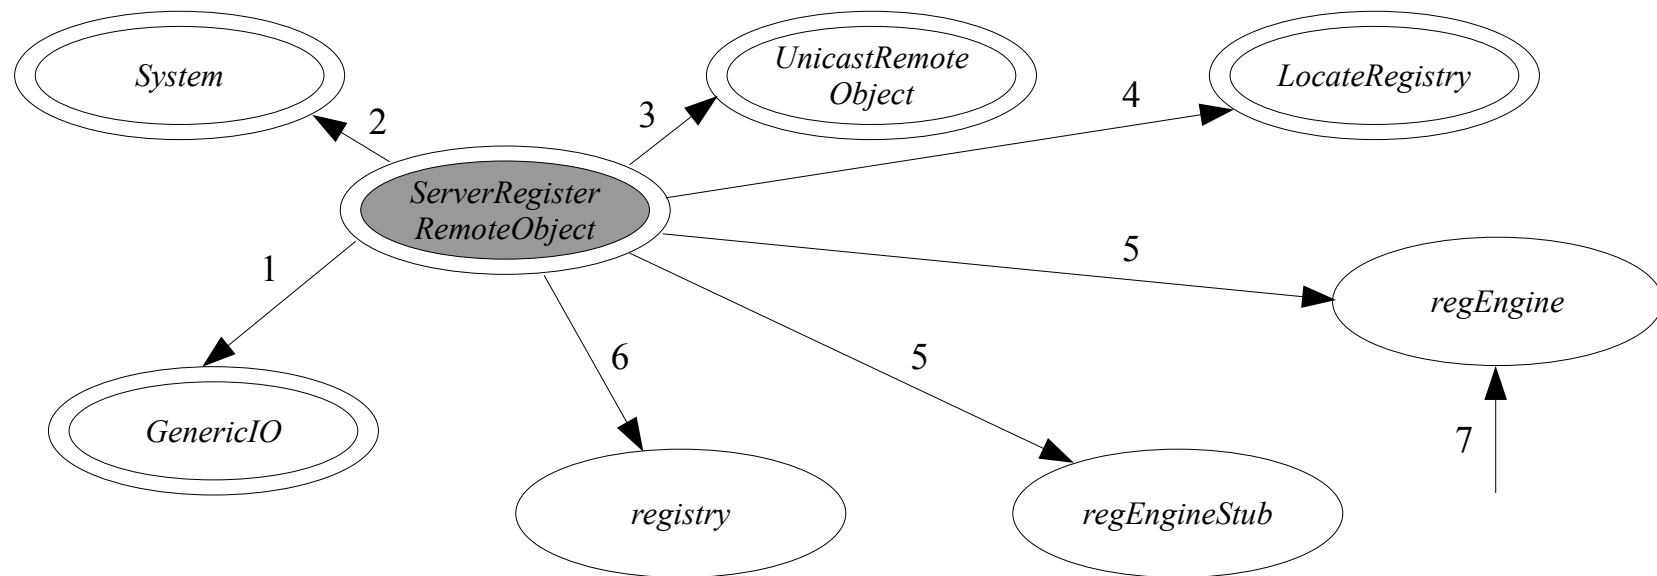 System
UnicastRemote
Object
LocateRegistry
2
3
4
ServerRegister
RemoteObject
1
5
regEngine
6
5
7
GenericIO
registry
regEngineStub